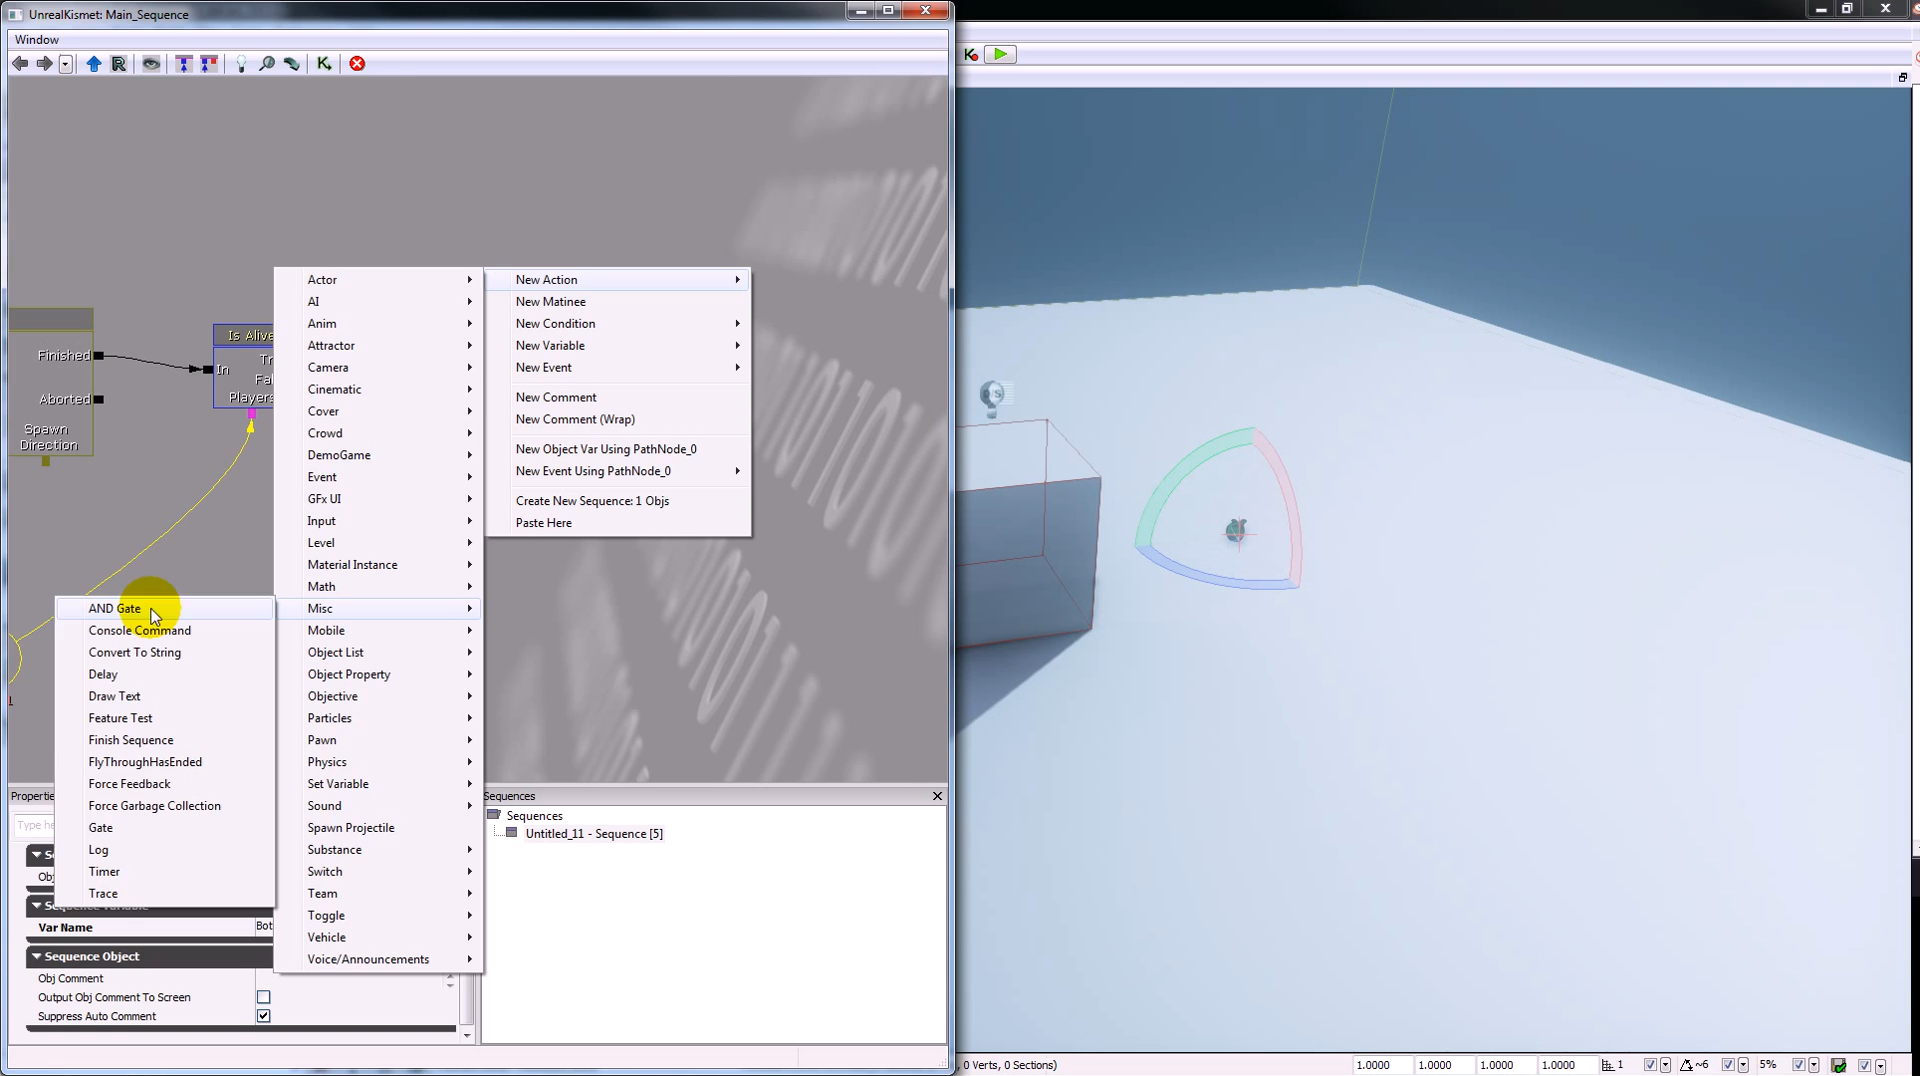 UnrealKismet: Main_Sequence
Window
Finished
Aborted
Spawn
Direction
Is Alive
In
Players
Actor
AI
Anim
Attractor
Camera
Cinematic
Cover
Crowd
DemoGame
Event
GFx UI
Input
Level
Material Instance
Math
Misc
Mobile
Object List
Object Property
Objective
Particles
Pawn
Physics
Set Variable
Sound
Spawn Projectile
Substance
Switch
Team
Toggle
Vehicle
Voice/Announcements
New Action
New Matinee
New Condition
New Variable
New Event
New Comment
New Comment (Wrap)
New Object Var Using PathNode_0
New Event Using PathNode_0
Create New Sequence: 1 Objs
Paste Here
AND Gate
Console Command
Convert To String
Delay
Draw Text
Feature Test
Finish Sequence
FlyThroughHasEnded
Force Feedback
Force Garbage Collection
Gate
Log
Timer
Trace
Var Name
Bot
Sequence Object
Obj Comment
Output Obj Comment To Screen
Suppress Auto Comment
Sequences
Sequences
Untitled_11 - Sequence [5]
, 0 Verts, 0 Sections)
1.0000
1.0000
1.0000
1.0000
1
~6
5%